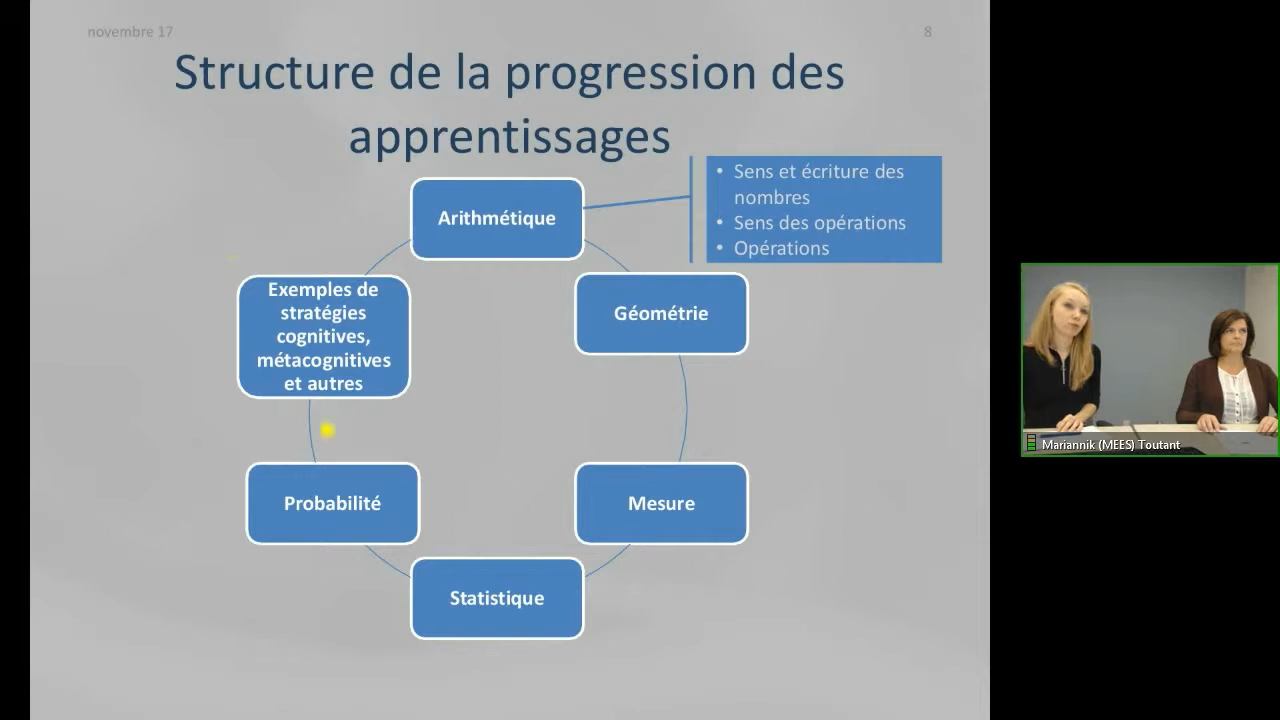 novembre 17
8
Structure de la progression des
apprentissages
• Sens et écriture des
nombres
• Sens des opérations
• Opérations
Arithmétique
Géométrie
Exemples de
stratégies
cognitives,
métacognitives
et autres
Probabilité
Mesure
Statistique
Mariannik (MEES) Toutant